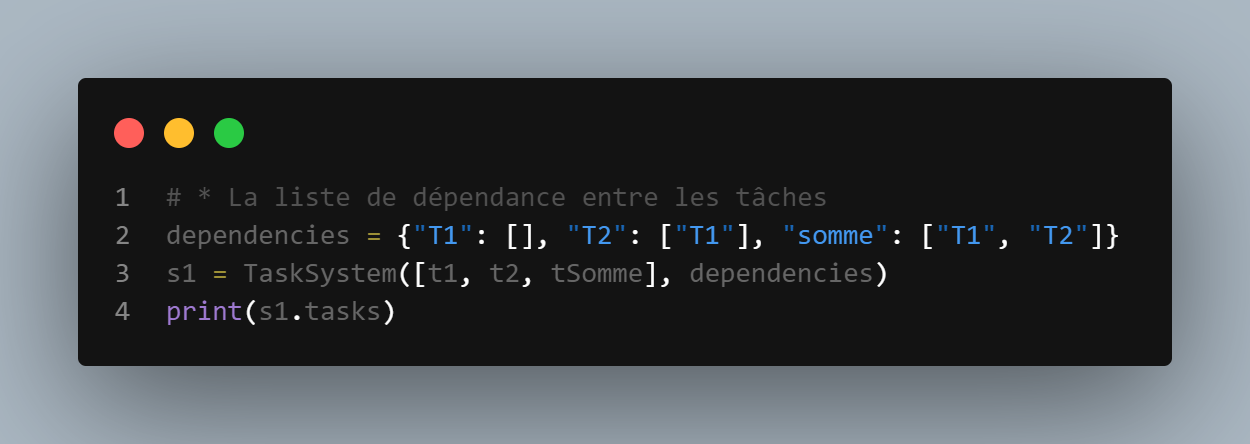 1 # * La liste de dépendance entre les tâches
2 dependencies = {"T1": [], "T2": ["T1"], "somme": ["T1", "T2"]}
3 s1 = TaskSystem([t1, t2, tSomme], dependencies)
4 print(s1.tasks)